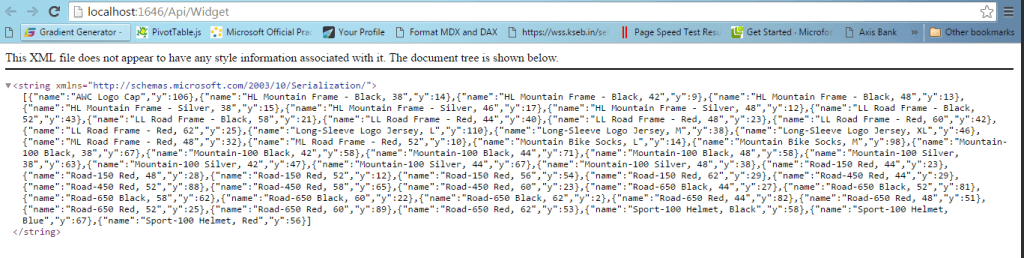 localhost:1646/Api/Widget
Gradient Generator - PivotTable.js Microsoft Official Pra Your Profile Format MDX and DAX https://wss.kseb.in/se Page Speed Test Resu Get Started - Microfor Axis Bank » Other bookmarks
This XML file does not appear to have any style information associated with it. The document tree is shown below.
▼<string xmlns="http://schemas.microsoft.com/2003/10/Serialization/">
[{"name":"AWC Logo Cap","y":106},{"name":"HL Mountain Frame - Black, 38","y":14},{"name":"HL Mountain Frame - Black, 42","y":9},{"name":"HL Mountain Frame - Black, 48","y":13},
{"name":"HL Mountain Frame - Silver, 38","y":15},{"name":"HL Mountain Frame - Silver, 46","y":17},{"name":"HL Mountain Frame - Silver, 48","y":12},{"name":"LL Road Frame - Black,
52","y":43},{"name":"LL Road Frame - Black, 58","y":21},{"name":"LL Road Frame - Red, 44","y":40},{"name":"LL Road Frame - Red, 48","y":23},{"name":"LL Road Frame - Red, 60","y":42},
{"name":"LL Road Frame - Red, 62","y":25},{"name":"Long-Sleeve Logo Jersey, L","y":110},{"name":"Long-Sleeve Logo Jersey, M","y":38},{"name":"Long-Sleeve Logo Jersey, XL","y":46},
{"name":"ML Road Frame - Red, 48","y":32},{"name":"ML Road Frame - Red, 52","y":10},{"name":"Mountain Bike Socks, L","y":14},{"name":"Mountain Bike Socks, M","y":98},{"name":"Mountain-
100 Black, 38","y":67},{"name":"Mountain-100 Black, 42","y":58},{"name":"Mountain-100 Black, 44","y":71},{"name":"Mountain-100 Black, 48","y":58},{"name":"Mountain-100 Silver,
38","y":63},{"name":"Mountain-100 Silver, 42","y":47},{"name":"Mountain-100 Silver, 44","y":67},{"name":"Mountain-100 Silver, 48","y":38},{"name":"Road-150 Red, 44","y":23},
{"name":"Road-150 Red, 48","y":28},{"name":"Road-150 Red, 52","y":12},{"name":"Road-150 Red, 56","y":54},{"name":"Road-150 Red, 62","y":29},{"name":"Road-450 Red, 44","y":29},
{"name":"Road-450 Red, 52","y":88},{"name":"Road-450 Red, 58","y":65},{"name":"Road-450 Red, 60","y":23},{"name":"Road-650 Black, 44","y":27},{"name":"Road-650 Black, 52","y":81},
{"name":"Road-650 Black, 58","y":62},{"name":"Road-650 Black, 60","y":22},{"name":"Road-650 Black, 62","y":2},{"name":"Road-650 Red, 44","y":82},{"name":"Road-650 Red, 48","y":51},
{"name":"Road-650 Red, 52","y":25},{"name":"Road-650 Red, 60","y":89},{"name":"Road-650 Red, 62","y":53},{"name":"Sport-100 Helmet, Black","y":58},{"name":"Sport-100 Helmet,
Blue","y":67},{"name":"Sport-100 Helmet, Red","y":56}]
</string>